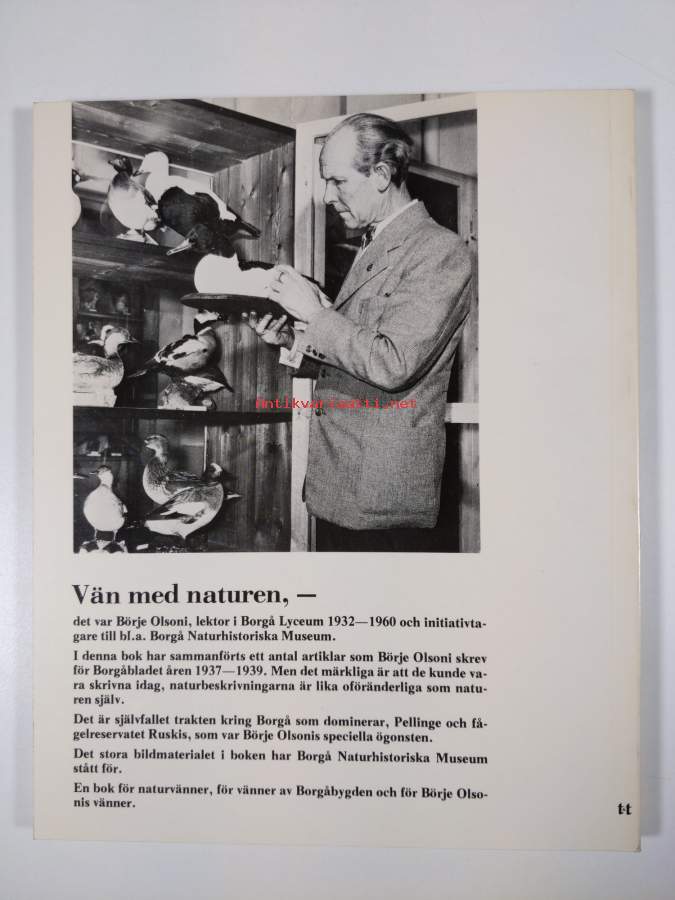 Antikvariaatti.net
Vän med naturen, —
det var Börje Olsoni, lektor i Borgå Lyceum 1932—1960 och initiativta-
gare till bl.a. Borgå Naturhistoriska Museum.
I denna bok har sammanförts ett antal artiklar som Börje Olsoni skrev
för Borgåbladet åren 1937—1939. Men det märkliga är att de kunde va-
ra skrivna idag, naturbeskrivningarna är lika oföränderliga som natu-
ren själv.
Det är självfallet trakten kring Borgå som dominerar, Pellinge och få-
gelreservatet Ruskis, som var Börje Olsonis speciella ögonsten.
Det stora bildmaterialet i boken har Borgå Naturhistoriska Museum
stått för.
En bok för naturvänner, för vänner av Borgåbygden och för Börje Olso-
nis vänner.
t&t